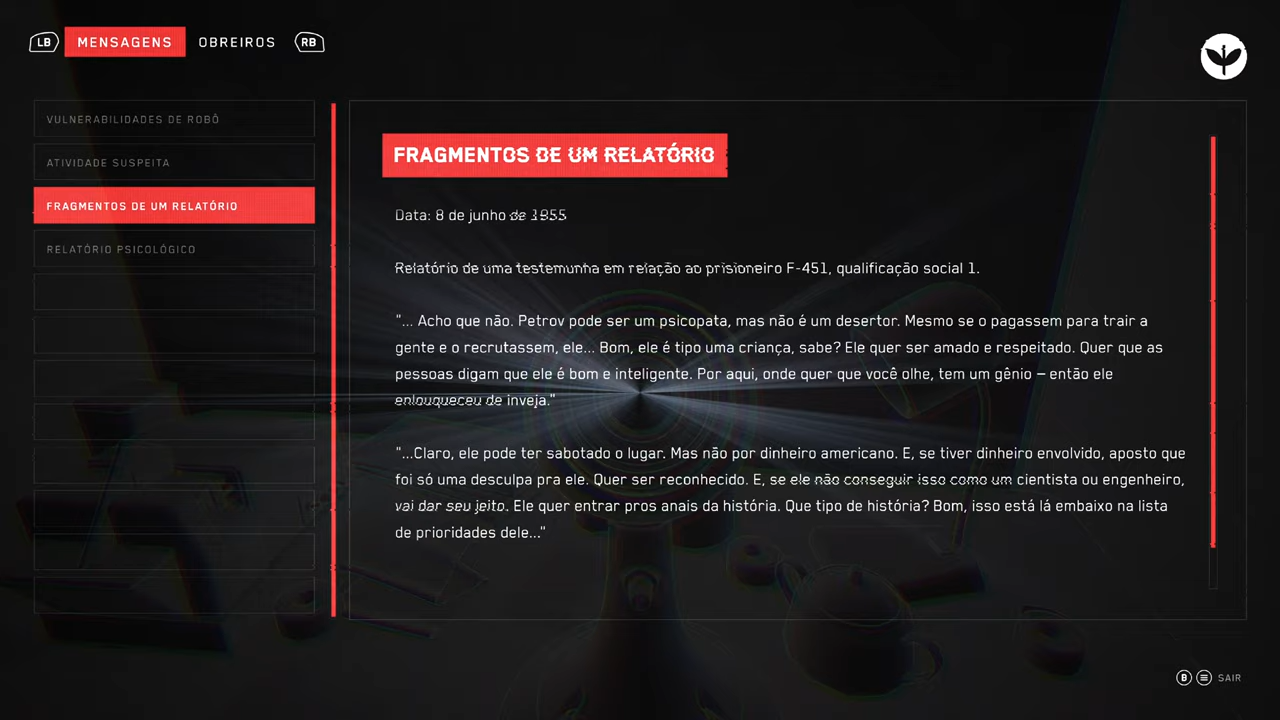 LB MENSAGENS OBREIROS RB
VULNERABILIDADES DE ROBÔ
ATIVIDADE SUSPEITA
FRAGMENTOS DE UM RELATÓRIO
RELATÓRIO PSICOLÓGICO
FRAGMENTOS DE UM RELATÓRIO
Data: 8 de junho de 1955
Relatório de uma testemunha em relação ao prisioneiro F-451, qualificação social 1.
"... Acho que não. Petrov pode ser um psicopata, mas não é um desertor. Mesmo se o pagassem para trair a
gente e o recrutassem, ele... Bom, ele é tipo uma criança, sabe? Ele quer ser amado e respeitado. Quer que as
pessoas digam que ele é bom e inteligente. Por aqui, onde quer que você olhe, tem um gênio – então ele
enlouqueceu de inveja."
"...Claro, ele pode ter sabotado o lugar. Mas não por dinheiro americano. E, se tiver dinheiro envolvido, aposto que
foi só uma desculpa pra ele. Quer ser reconhecido. E, se ele não conseguir isso como um cientista ou engenheiro,
vai dar seu jeito. Ele quer entrar pros anais da história. Que tipo de história? Bom, isso está lá embaixo na lista
de prioridades dele..."
B SAIR